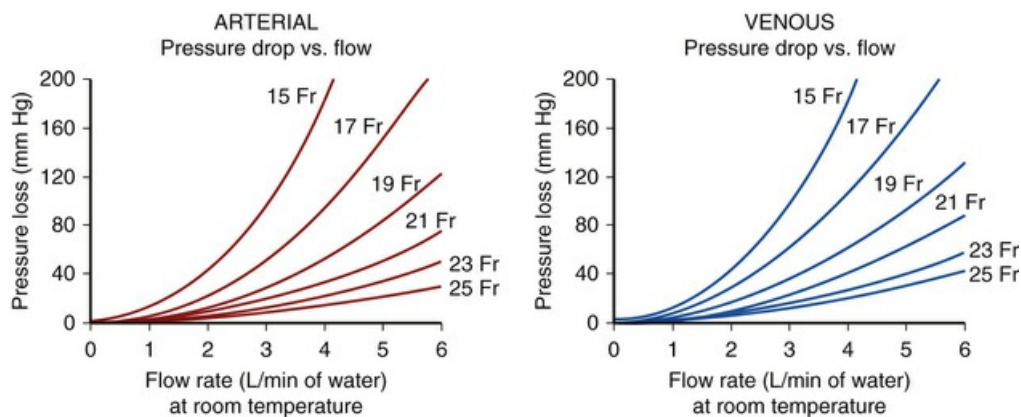 ARTERIAL
Pressure drop vs. flow
Pressure loss (mm Hg)
200
160
120
80
40
0
15 Fr
17 Fr
19 Fr
21 Fr
23 Fr
25 Fr
0 1 2 3 4 5 6
Flow rate (L/min of water)
at room temperature
VENOUS
Pressure drop vs. flow
Pressure loss (mm Hg)
200
160
120
80
40
0
15 Fr
17 Fr
19 Fr
21 Fr
23 Fr
25 Fr
0 1 2 3 4 5 6
Flow rate (L/min of water)
at room temperature